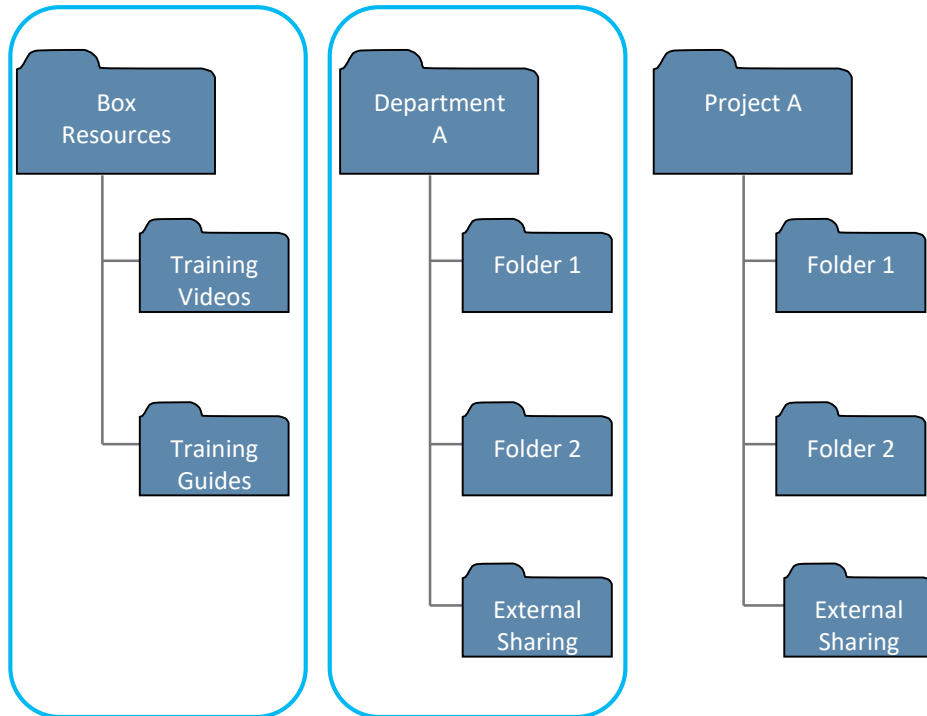 Box
Resources
Training
Videos
Training
Guides
Department
A
Folder 1
Folder 2
External
Sharing
Project A
Folder 1
Folder 2
External
Sharing